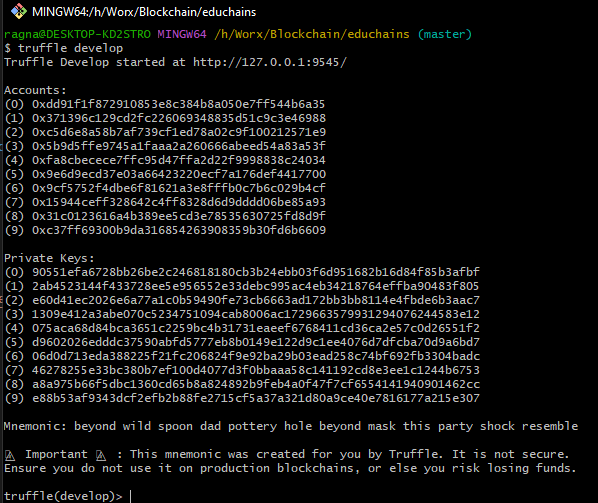 MINGW64:/h/Worx/Blockchain/educhains
ragna@DESKTOP-KD2STRO MINGW64 /h/Worx/Blockchain/educhains (master)
$ truffle develop
Truffle Develop started at http://127.0.0.1:9545/
Accounts:
(0) 0xdd91f1f872910853e8c384b8a050e7ff544b6a35
(1) 0x371396c129cd2fc226069348835d51c9c3e46988
(2) 0xc5d6e8a58b7af739cf1ed78a02c9f100212571e9
(3) 0x5b9d5ffe9745a1faaa2a260666abeed54a83a53f
(4) 0xfa8cbecece7ffc95d47ffa2d22f9998838c24034
(5) 0x9e6d9ecd37e03a66423220ecf7a176def4417700
(6) 0x9cf5752f4dbe6f81621a3e8fffb0c7b6c029b4cf
(7) 0x15944ceff328642c4ff8328d6d9dddd06be85a93
(8) 0x31c0123616a4b389ee5cd3e78535630725fd8d9f
(9) 0xc37ff69300b9da316854263908359b30fd6b6609
Private Keys:
(0) 90551efa6728bb26be2c246818180cb3b24ebb03f6d951682b16d84f85b3afbf
(1) 2ab4523144f433728ee5e956552e33debc995ac4eb34218764effba90483f805
(2) e60d41ec2026e6a77a1c0b59490fe73cb6663ad172bb3bb8114e4fbde6b3aac7
(3) 1309e412a3abe070c5234751094cab8006ac172966357993129407624458 3e12
(4) 075aca68d84bca3651c2259bc4b31731eaeef6768411cd36ca2e57c0d26551f2
(5) d9602026edddc37590abfd5777eb8b0149e122d9c1ee4076d7dfcba70d9a6bd7
(6) 06d0d713eda388225f21fc206824f9e92ba29b03ead258c74bf692fb3304badc
(7) 46278255e33bc380b7ef100d4077d3f0bbaaa58c141192cd8e3ee1c1244b6753
(8) a8a975b66f5dbc1360cd65b8a824892b9feb4a0f47f7cf6554141940901462cc
(9) e88b53af9343dcf2efb2b88fe2715cf5a37a321d80a9ce40e7816177a215e307
Mnemonic: beyond wild spoon dad pottery hole beyond mask this party shock resemble
⚠ Important ⚠ : This mnemonic was created for you by Truffle. It is not secure.
Ensure you do not use it on production blockchains, or else you risk losing funds.
truffle(develop)>